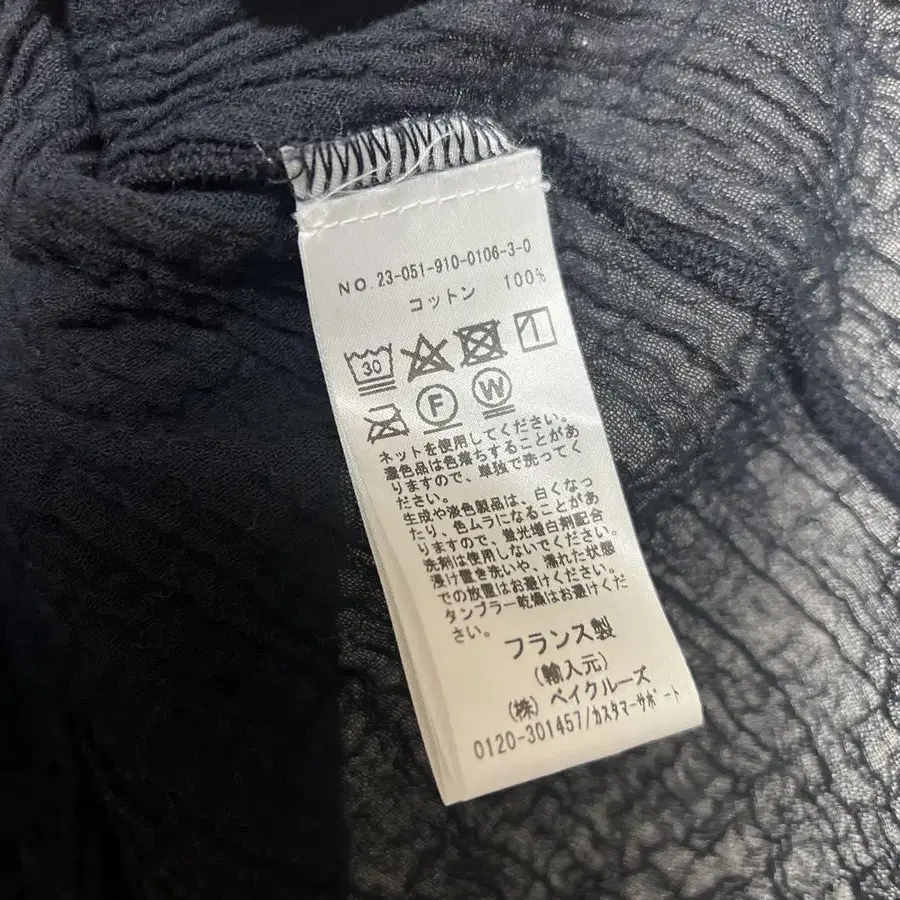 NO.23-051-910-0106-3-0
コットン 100%
30
F W
ネットを使用してください。
濃色品は色落ちすることがあ
りますので、単独で洗ってく
ださい。
生成や淡色製品は、白くなっ
たり、色ムラになることがあ
りますので、蛍光増白剤配合
洗剤は使用しないでください。
浸け置き洗いや、濡れた状態
での放置はお避けください。
タンブラー乾燥はお避けくだ
さい。
フランス製
(輸入元)
(株) ベイクルーズ
0120-301457/カスタマーサポート